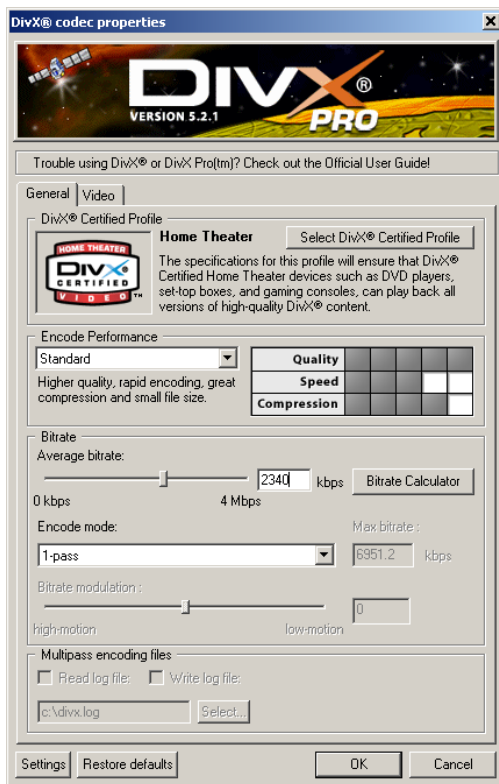 DivX® codec properties
DIVX®
VERSION 5.2.1
PRO
Trouble using DivX® or DivX Pro(tm)? Check out the Official User Guide!
General Video
DivX® Certified Profile
HOME THEATER
DIVX
CERTIFIED
VIDEO TM
Home Theater
Select DivX® Certified Profile
The specifications for this profile will ensure that DivX®
Certified Home Theater devices such as DVD players,
set-top boxes, and gaming consoles, can play back all
versions of high-quality DivX® content.
Encode Performance
Standard
Higher quality, rapid encoding, great
compression and small file size.
Quality
Speed
Compression
Bitrate
Average bitrate:
2340 kbps Bitrate Calculator
0 kbps 4 Mbps
Encode mode: Max bitrate :
1-pass 6951.2 kbps
Bitrate modulation :
0
high-motion low-motion
Multipass encoding files
Read log file: Write log file:
c:\divx.log Select...
Settings Restore defaults OK Cancel